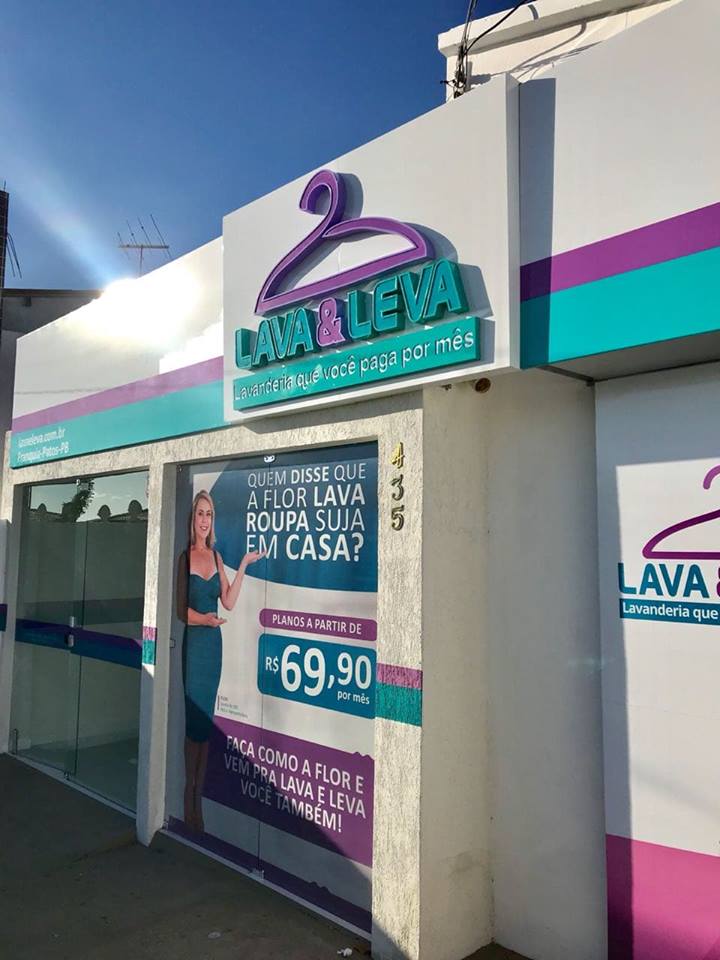 LAVA & LEVA
Lavanderia que você paga por mês
lavaeleva.com.br
Franquia-Patos-PB
435
QUEM DISSE QUE
A FLOR LAVA
ROUPA SUJA
EM CASA?
PLANOS A PARTIR DE
R$ 69,90
por mês
FAÇA COMO A FLOR E
VEM PRA LAVA E LEVA
VOCÊ TAMBÉM!
LAVA
Lavanderia que